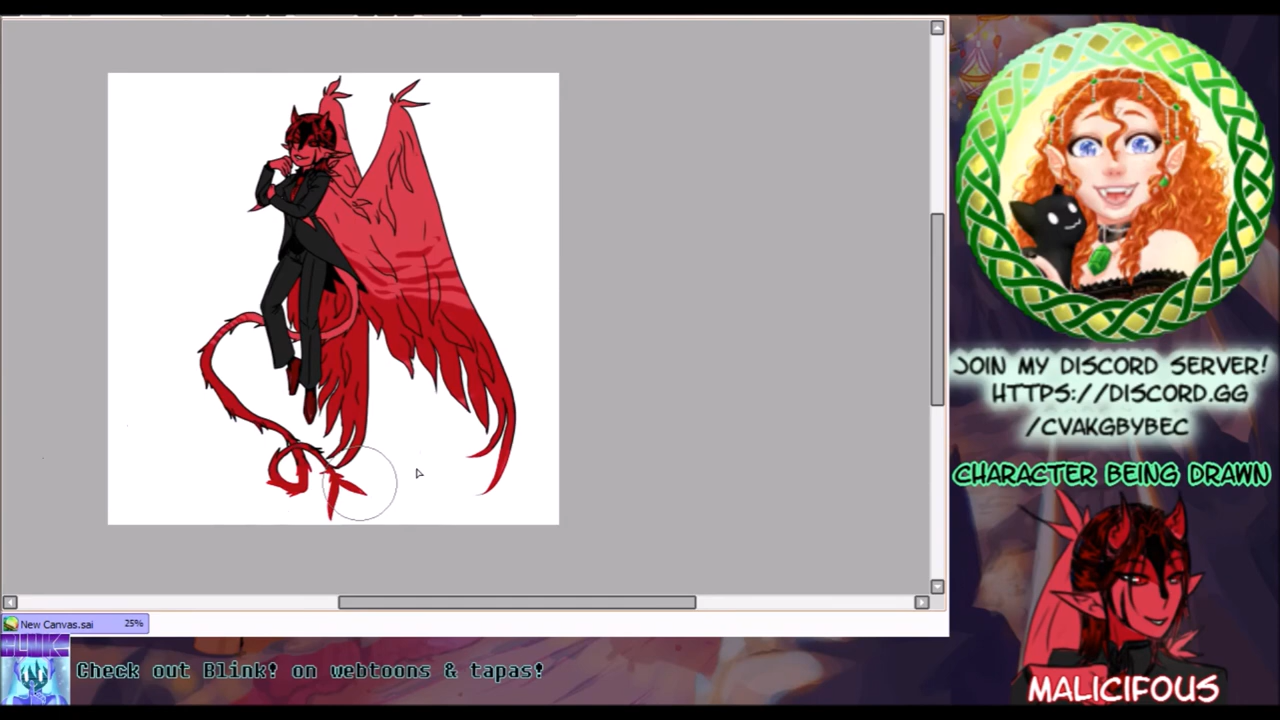 JOIN MY DISCORD SERVER!
HTTPS://DISCORD.GG
/CVAKGBYBEC
CHARACTER BEING DRAWN
MALICIFOUS
New Canvas.sai 25%
BLINK
Check out Blink! on webtoons & tapas!